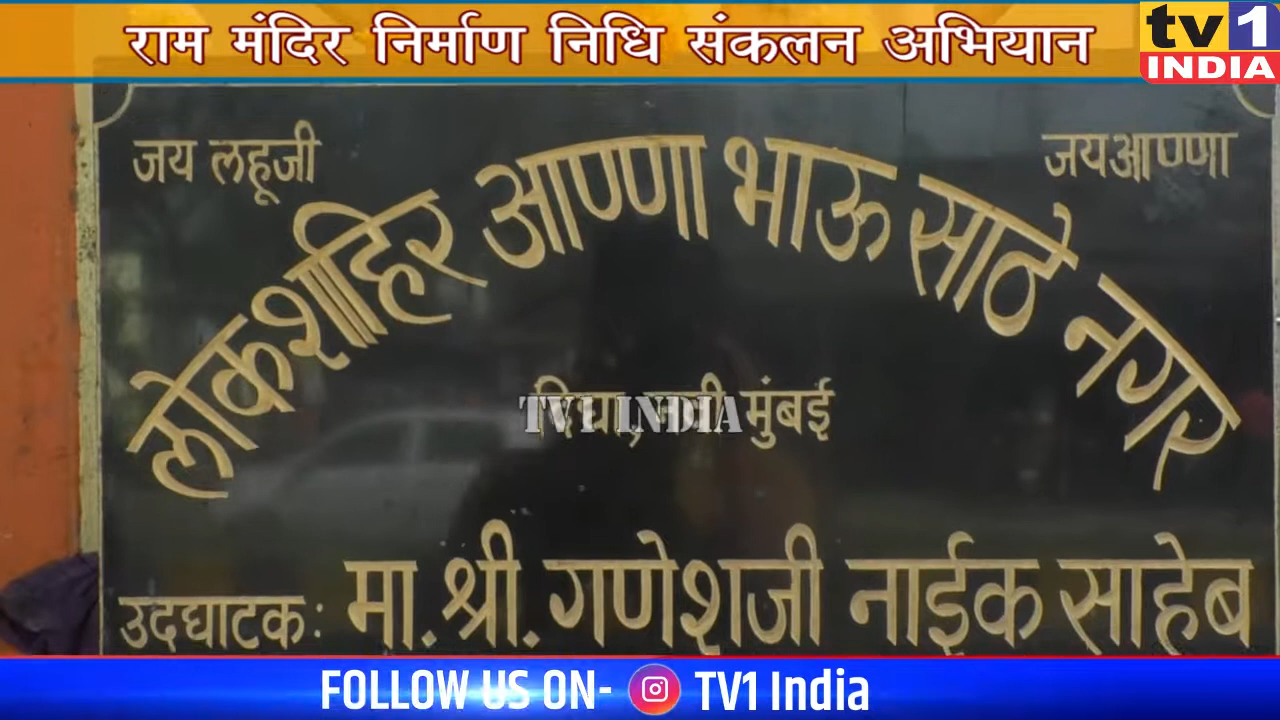 राम मंदिर निर्माण निधि संकलन अभियान
tv1
INDIA
जय लहूजी
जयआण्णा
लोकशाहिर आण्णा भाऊ साठे नगर
दिघा, नवी मुंबई
TV1 INDIA
उदघाटक: मा. श्री. गणेशजी नाईक साहेब
FOLLOW US ON- TV1 India